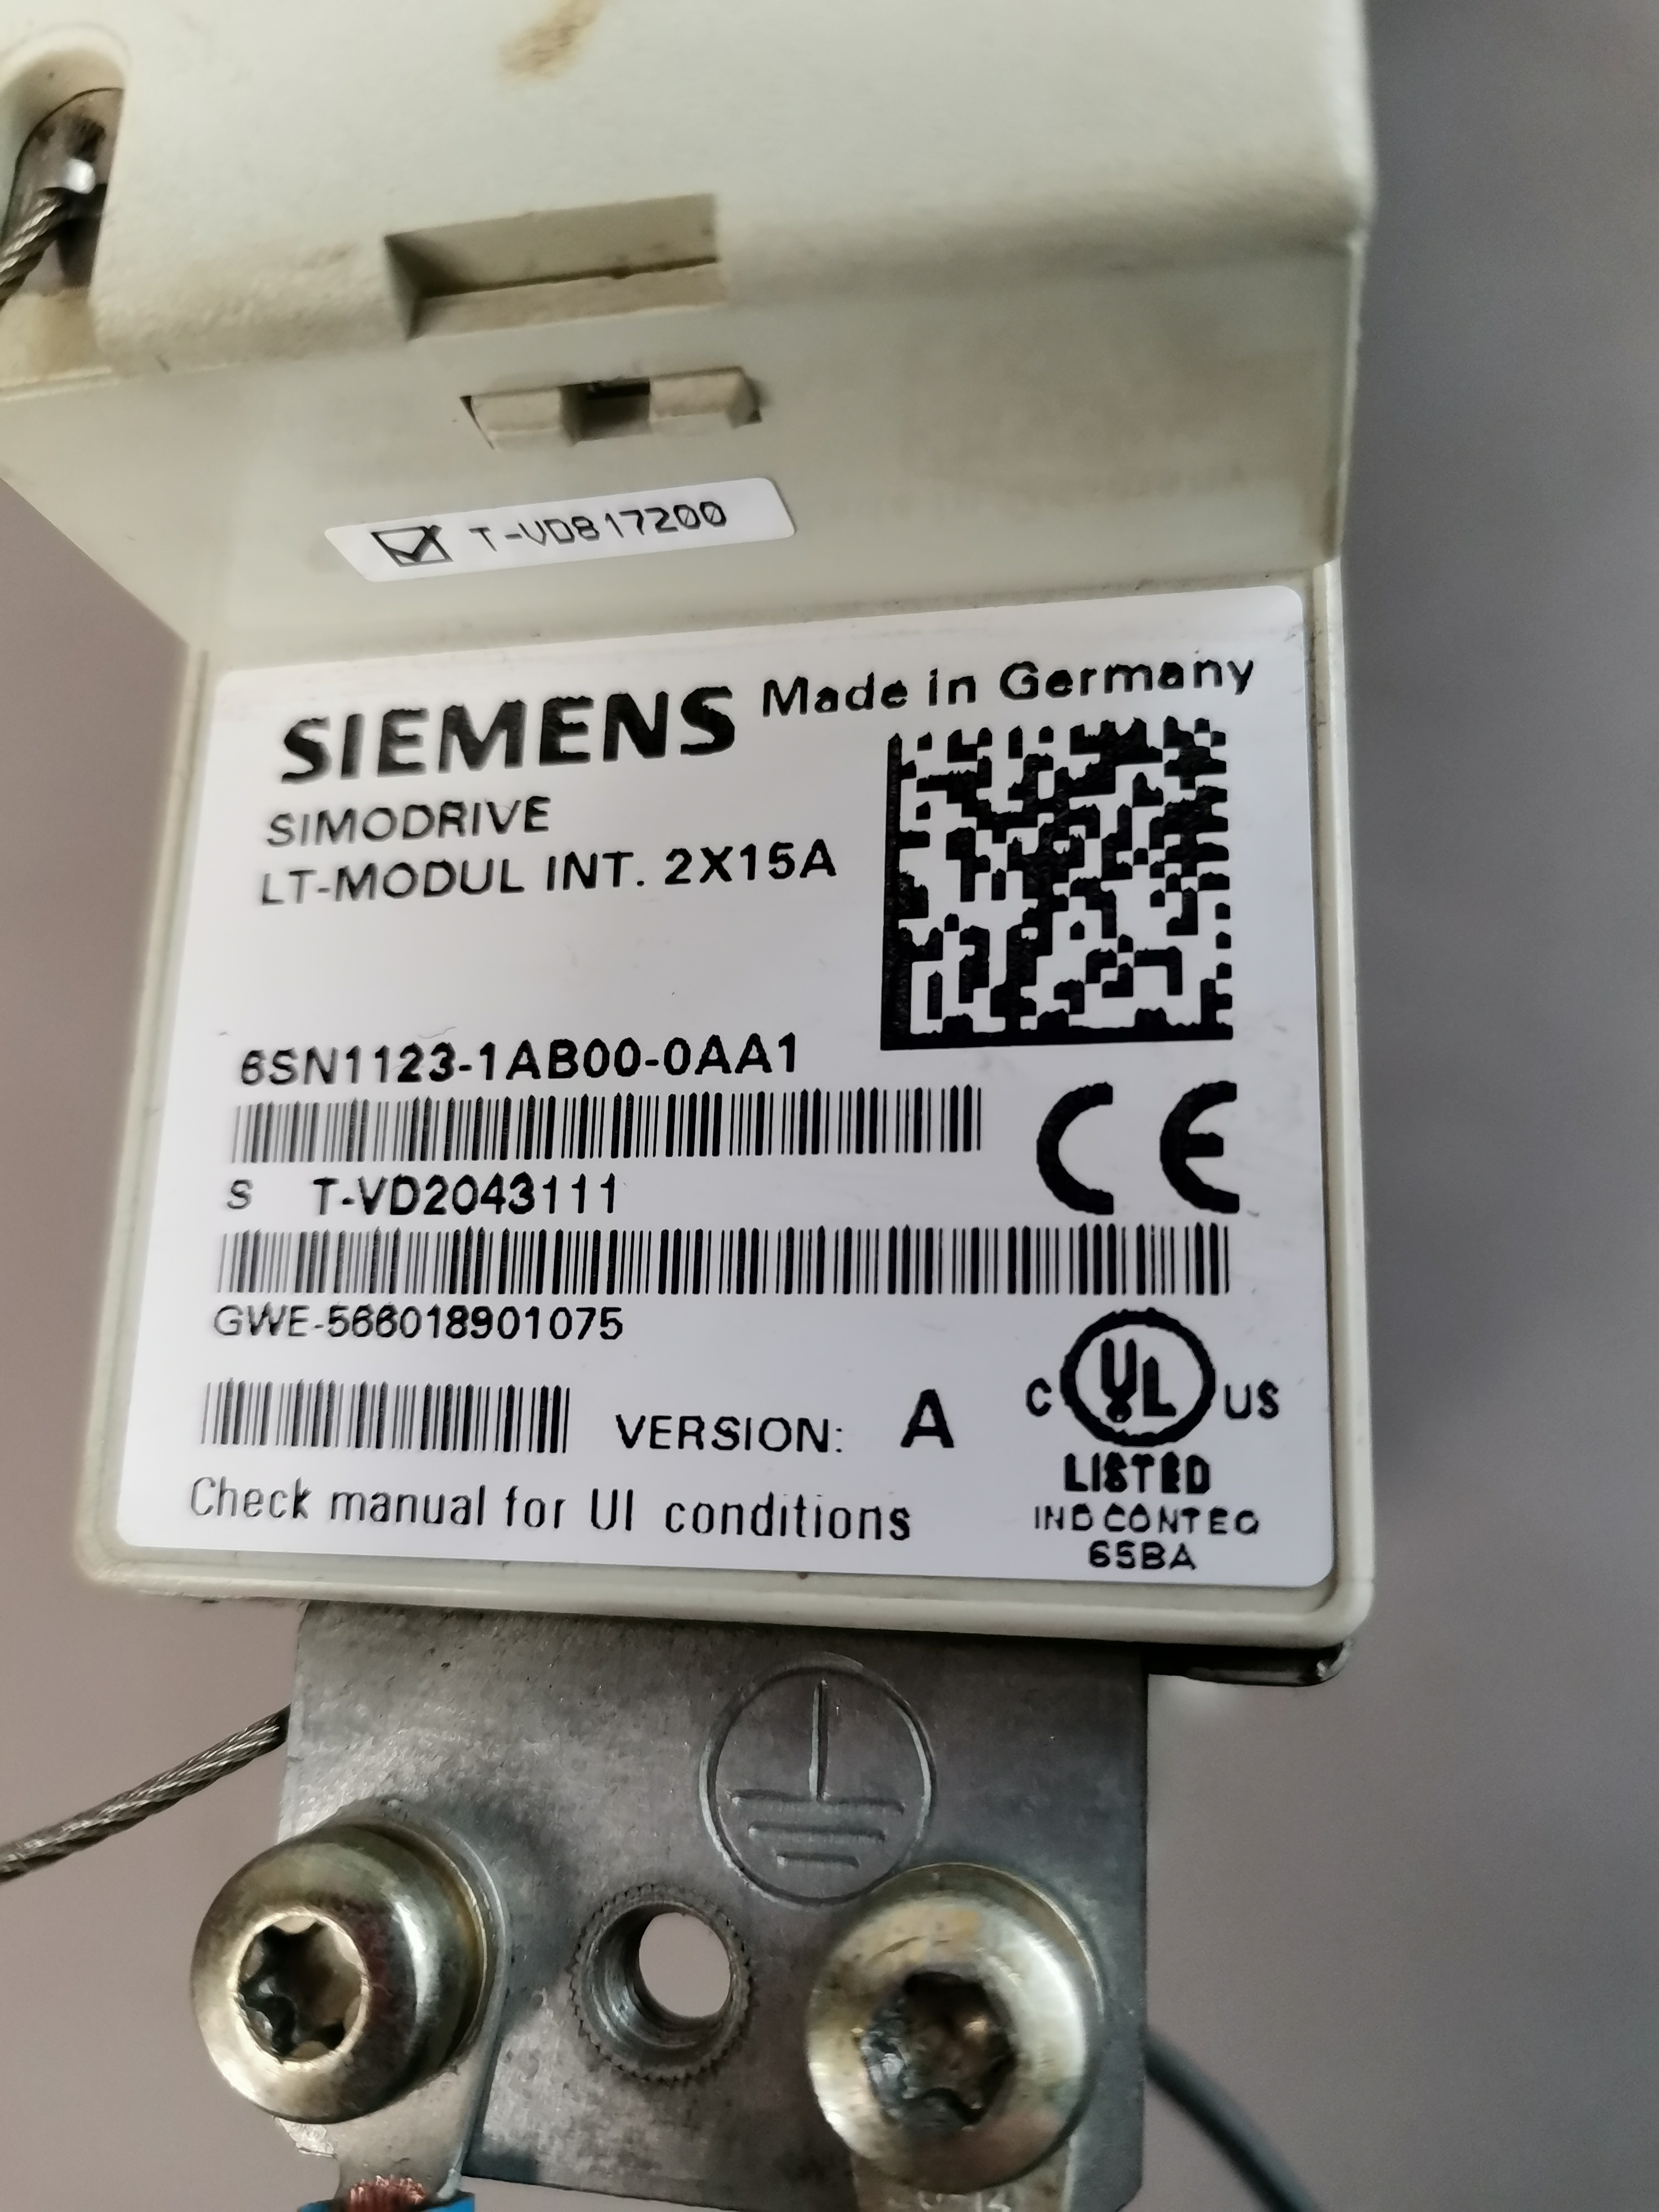 T-VD817200
SIEMENS Made in Germany
SIMODRIVE
LT-MODUL INT. 2X15A
6SN1123-1AB00-0AA1
S T-VD2043111
GWE-566018901075
VERSION: A
C UL US
LISTED
IND CONT EQ
65BA
Check manual for Ul conditions